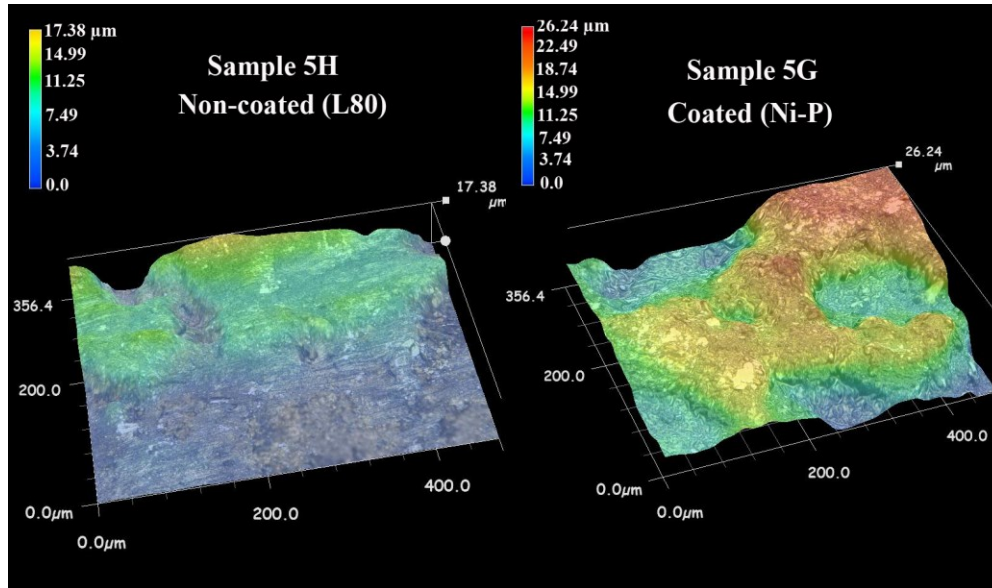 17.38 µm
14.99
11.25
7.49
3.74
0.0
Sample 5H
Non-coated (L80)
17.38
µm
356.4
200.0
0.0µm
0.0µm
200.0
400.0
26.24 µm
22.49
18.74
14.99
11.25
7.49
3.74
0.0
Sample 5G
Coated (Ni-P)
26.24
µm
356.4
200.0
0.0µm
0.0µm
200.0
400.0